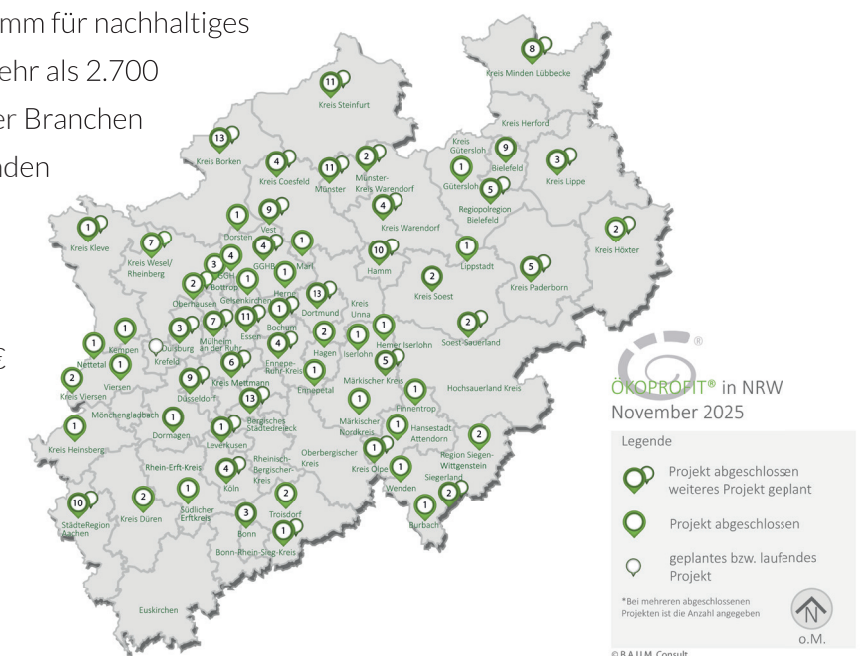 mm für nachhaltiges
ehr als 2.700
er Branchen
nden
€
8
Kreis Minden Lübbecke
11
Kreis Steinfurt
Kreis Herford
13
Kreis Borken
4
Kreis Coesfeld
11
Münster
2
Münster-
Kreis Warendorf
Kreis
Gütersloh
1
Gütersloh
9
Bielefeld
3
Kreis Lippe
5
Regiopolregion
Bielefeld
4
Kreis Warendorf
1
Kreis Kleve
7
Kreis Wesel/
Rheinberg
1
Dorsten
9
Vest
4
GGHB
1
Marl
10
Hamm
1
Lippstadt
2
Kreis Höxter
5
Kreis Paderborn
2
Kreis Soest
3
4
GGH
Bottrop
2
Oberhausen
1
Gelsenkirchen
1
Herne
13
Dortmund
Kreis
Unna
1
Bochum
11
Essen
7
Mülheim
an der Ruhr
3
Duisburg
Krefeld
1
Kempen
1
Nettetal
1
Viersen
2
Kreis Viersen
4
Ennepe-
Ruhr-Kreis
2
Hagen
1
Iserlohn
1
Hemer Iserlohn
2
Soest-Sauerland
5
Märkischer Kreis
1
Ennepetal
6
Kreis Mettmann
9
Düsseldorf
13
Bergisches
Städtedreieck
Mönchengladbach
1
Dormagen
1
Leverkusen
1
Kreis Heinsberg
1
Märkischer
Nordkreis
1
Finnentrop
Hochsauerland Kreis
1
Hansestadt
Attendorn
2
Region Siegen-
Wittgenstein
1
Kreis Olpe
1
Wenden
Siegerland
2
1
Burbach
Oberbergischer
Kreis
Rheinisch-
Bergischer-
Kreis
4
Köln
Rhein-Erft-Kreis
1
Südlicher
Erftkreis
2
Kreis Düren
10
StädteRegion
Aachen
2
Troisdorf
3
Bonn
1
Bonn-Rhein-Sieg-Kreis
Euskirchen
®
ÖKOPROFIT® in NRW
November 2025
Legende
Projekt abgeschlossen
weiteres Projekt geplant
Projekt abgeschlossen
geplantes bzw. laufendes
Projekt
*Bei mehreren abgeschlossenen
Projekten ist die Anzahl angegeben
N
o.M.
© B.A.U.M. Consult